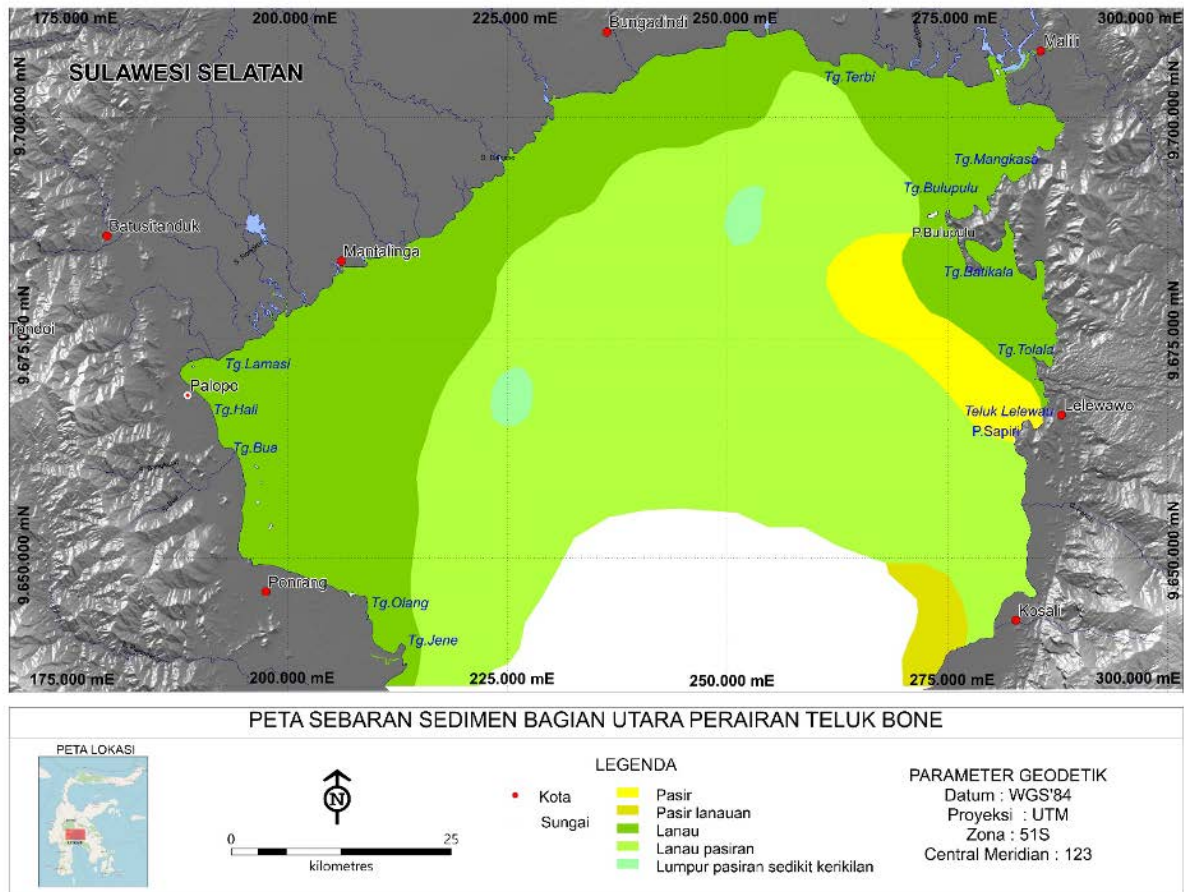 175.000 mE
200.000 mE
225.000 mE
250.000 mE
275.000 mE
300.000 mE
Bungadindi
Malili
SULAWESI SELATAN
Tg.Terbi
9.700.000 mN
9.700.000 mN
Tg.Mangkasa
Tg.Bulupulu
Batusitanduk
P.Bulupulu
Mantalinga
Tg.Batikala
Tondoi
9.675.000 mN
9.675.000 mN
Tg.Tolala
Tg.Lamasi
Palopo
Tg.Hali
Teluk Lelewau
Lelewawo
P.Sapiri
Tg.Bua
9.650.000 mN
9.650.000 mN
Ponrang
Tg.Olang
Kosali
Tg.Jene
175.000 mE
200.000 mE
225.000 mE
250.000 mE
275.000 mE
300.000 mE
PETA SEBARAN SEDIMEN BAGIAN UTARA PERAIRAN TELUK BONE
PETA LOKASI
N
0
25
kilometres
LEGENDA
Kota
Sungai
Pasir
Pasir lanauan
Lanau
Lanau pasiran
Lumpur pasiran sedikit kerikilan
PARAMETER GEODETIK
Datum : WGS'84
Proyeksi : UTM
Zona : 51S
Central Meridian : 123